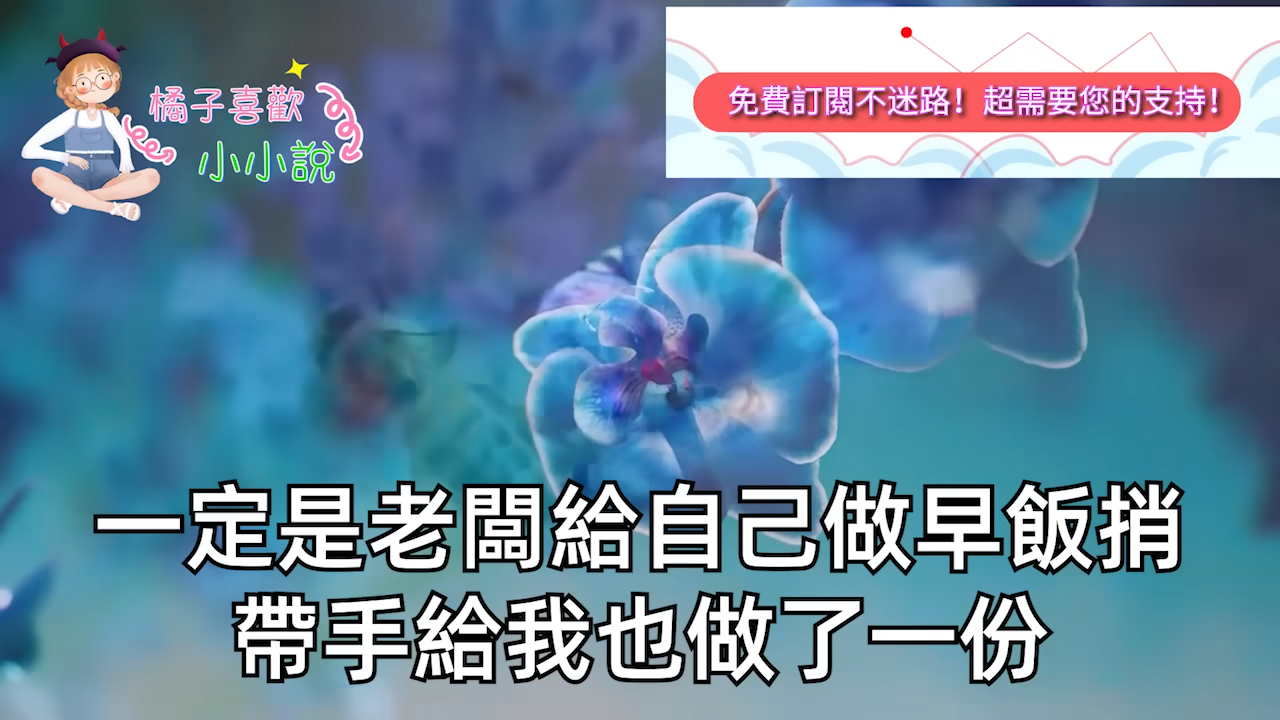 橘子喜歡
小小說
免費訂閱不迷路！超需要您的支持！
一定是老闆給自己做早飯捎
帶手給我也做了一份